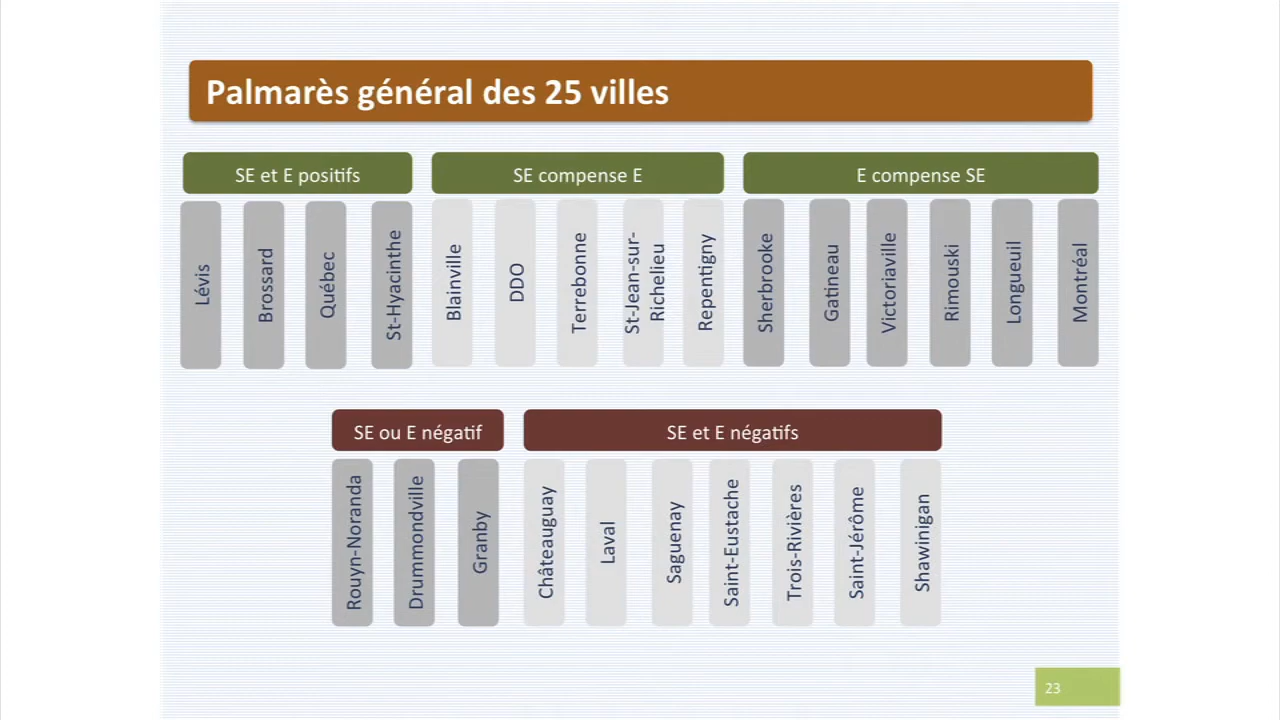 Palmarès général des 25 villes
SE et E positifs
SE compense E
E compense SE
Lévis
Brossard
Québec
St-Hyacinthe
Blainville
DDO
Terrebonne
St-Jean-sur-
Richelieu
Repentigny
Sherbrooke
Gatineau
Victoriaville
Rimouski
Longueuil
Montréal
SE ou E négatif
SE et E négatifs
Rouyn-Noranda
Drummondville
Granby
Châteauguay
Laval
Saguenay
Saint-Eustache
Trois-Rivières
Saint-Jérôme
Shawinigan
23